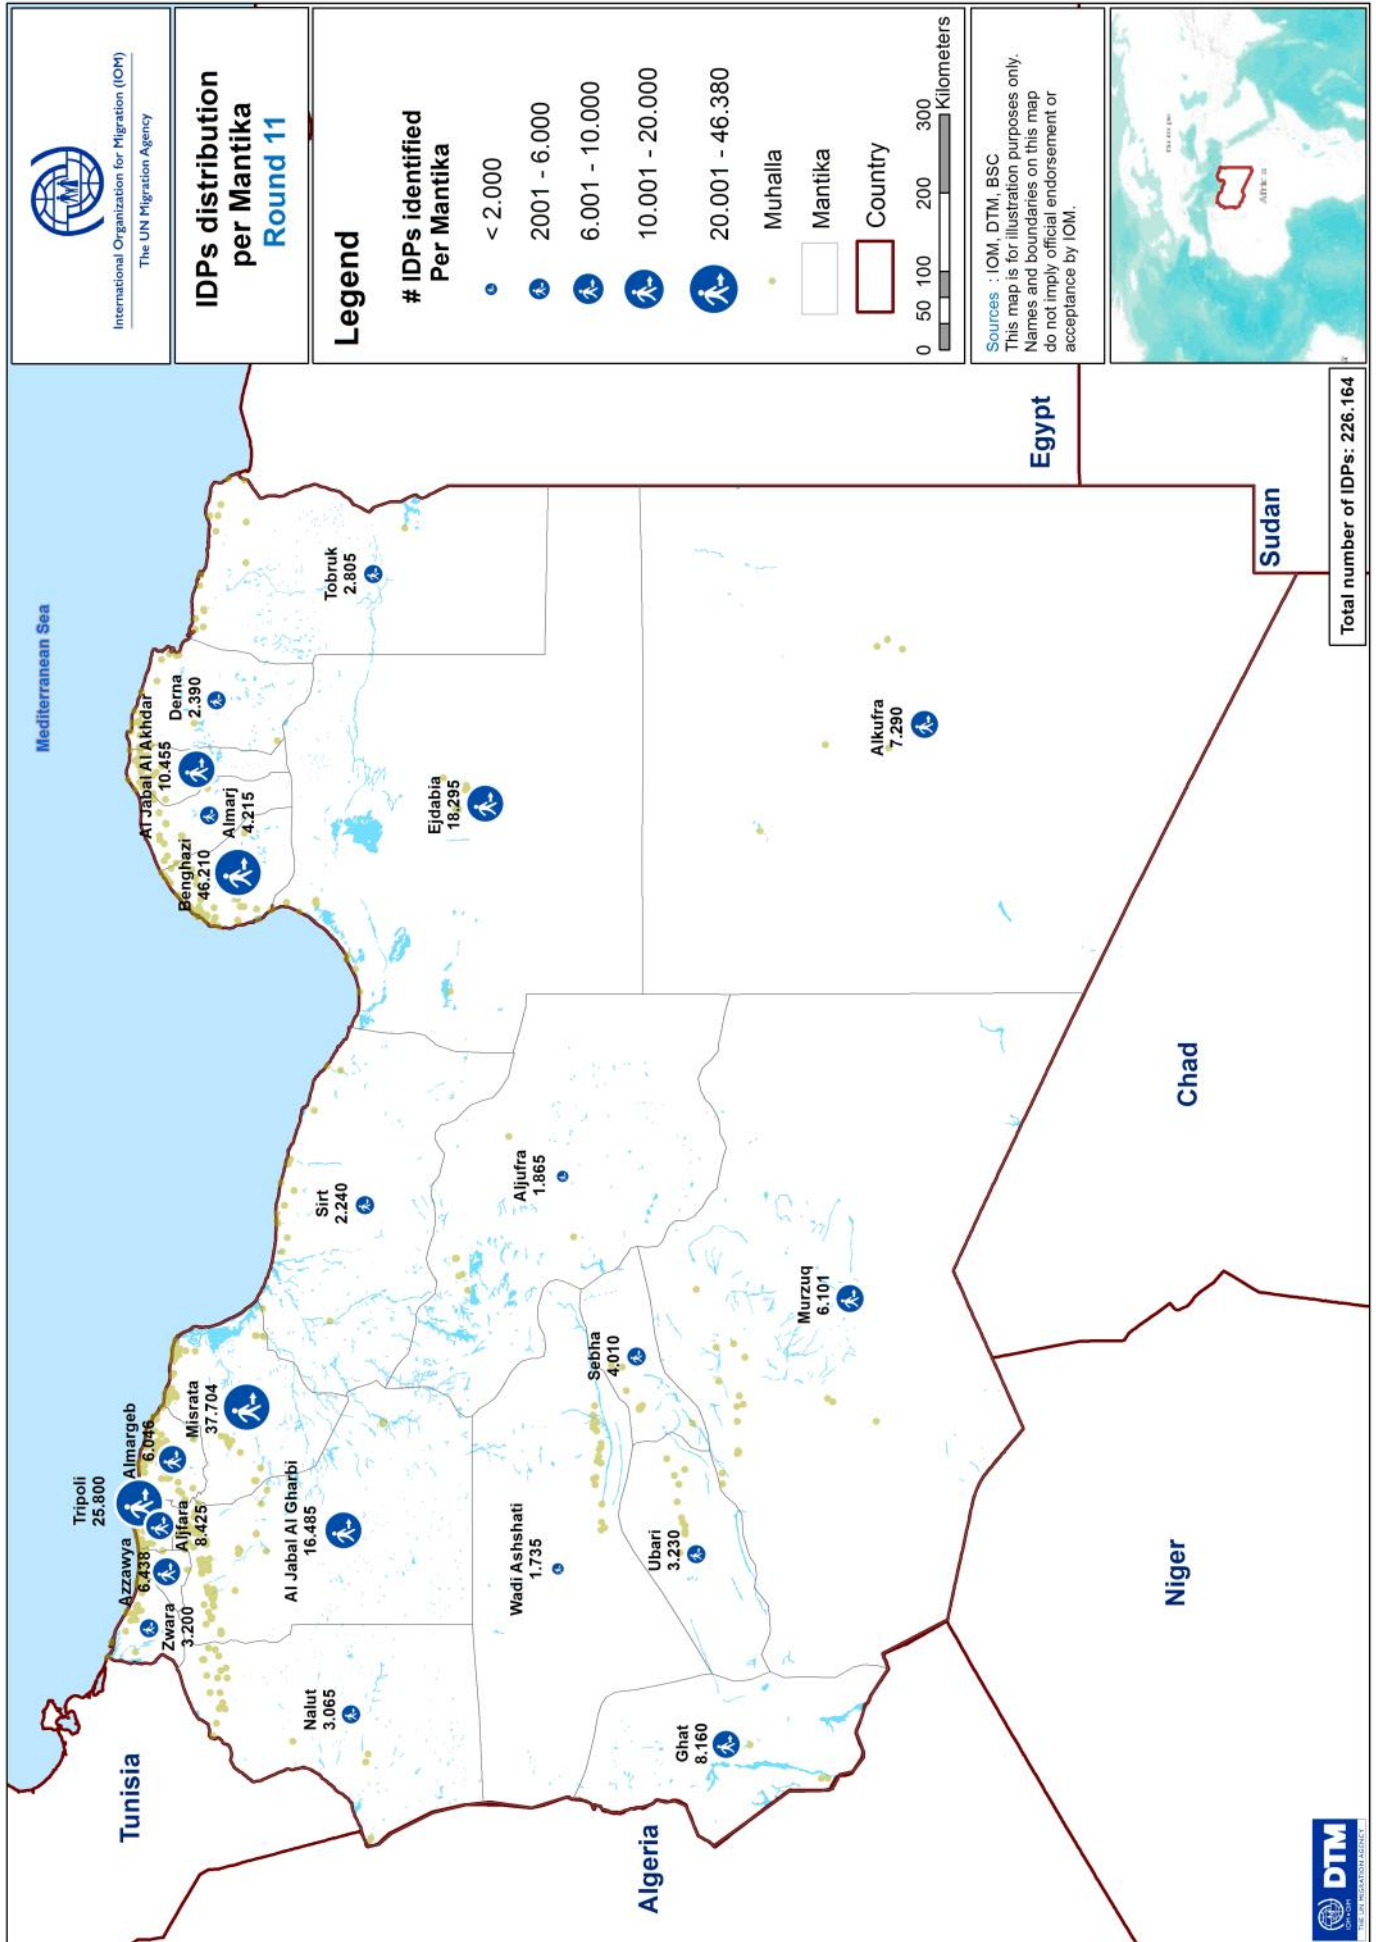 International Organization for Migration (IOM)
The UN Migration Agency
IDPs distribution
per Mantika
Round 11
Legend
# IDPs identified
Per Mantika
< 2.000
2001 - 6.000
6.001 - 10.000
10.001 - 20.000
20.001 - 46.380
Muhalla
Mantika
Country
0 50 100 200 300
Kilometers
Sources : IOM, DTM, BSC
This map is for illustration purposes only.
Names and boundaries on this map
do not imply official endorsement or
acceptance by IOM.
Africa
Mediterranean Sea
Tripoli
25.800
Almargeb
6.046
Azzawya
6.438
Aljfara
8.425
Zwara
3.200
Misrata
37.704
Al Jabal Al Gharbi
16.485
Nalut
3.065
Sirt
2.240
Benghazi
46.210
Almarj
4.215
Al Jabal Al Akhdar
10.455
Derna
2.390
Tobruk
2.805
Ejdabia
18.295
Aljufra
1.865
Wadi Ashshati
1.735
Sebha
4.010
Ubari
3.230
Ghat
8.160
Murzuq
6.101
Alkufra
7.290
Tunisia
Algeria
Niger
Chad
Sudan
Egypt
Total number of IDPs: 226.164
IOM • OIM
DTM
THE UN MIGRATION AGENCY